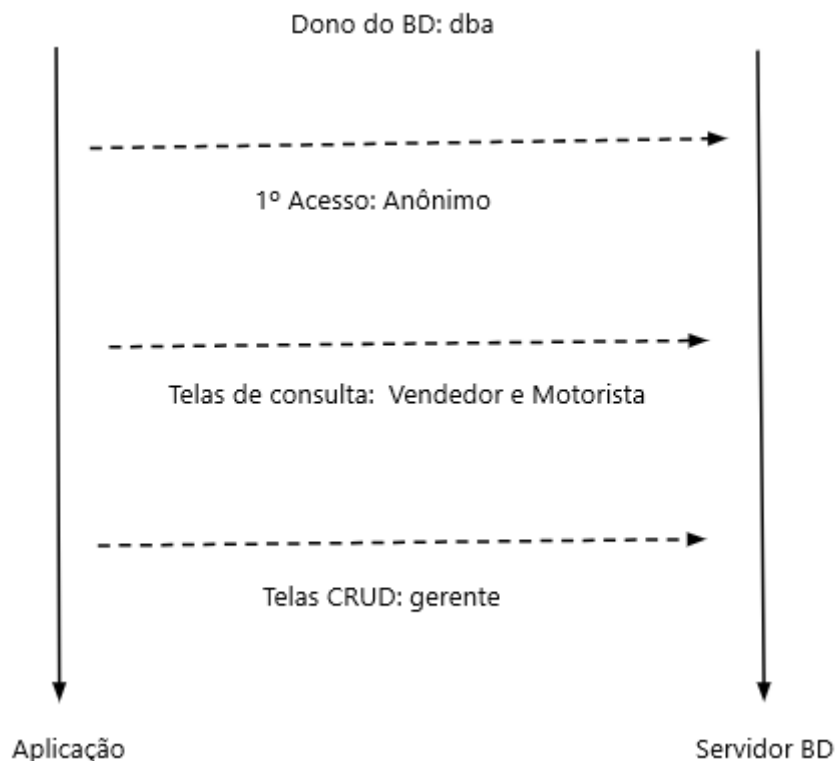 Dono do BD: dba
1º Acesso: Anônimo
Telas de consulta:  Vendedor e Motorista
Telas CRUD: gerente
Aplicação
Servidor BD